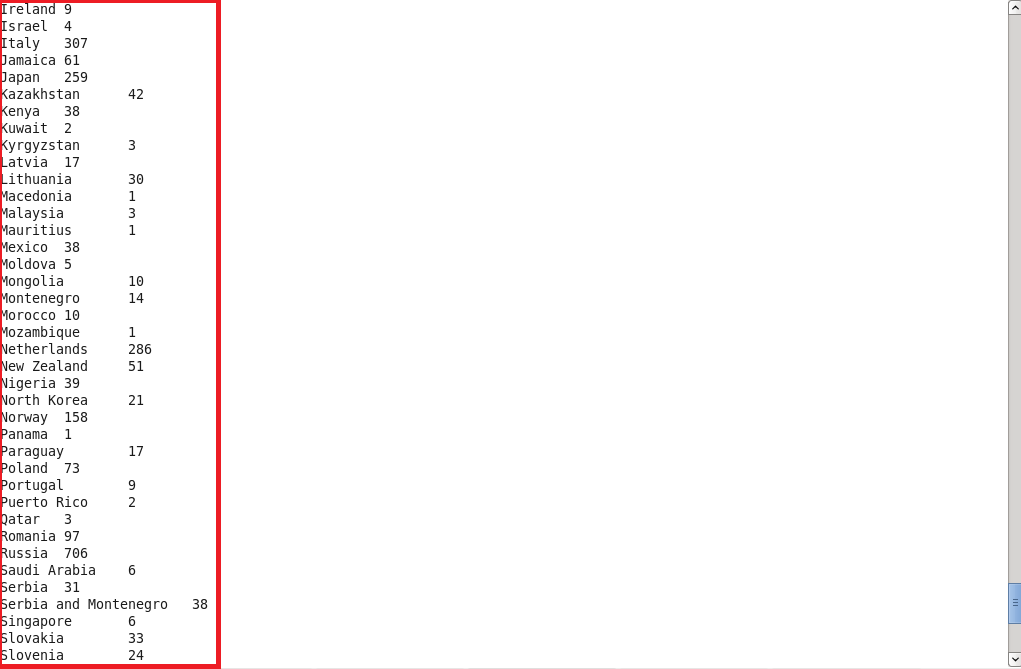 Ireland 9
Israel 4
Italy 307
Jamaica 61
Japan 259
Kazakhstan 42
Kenya 38
Kuwait 2
Kyrgyzstan 3
Latvia 17
Lithuania 30
Macedonia 1
Malaysia 3
Mauritius 1
Mexico 38
Moldova 5
Mongolia 10
Montenegro 14
Morocco 10
Mozambique 1
Netherlands 286
New Zealand 51
Nigeria 39
North Korea 21
Norway 158
Panama 1
Paraguay 17
Poland 73
Portugal 9
Puerto Rico 2
Qatar 3
Romania 97
Russia 706
Saudi Arabia 6
Serbia 31
Serbia and Montenegro 38
Singapore 6
Slovakia 33
Slovenia 24